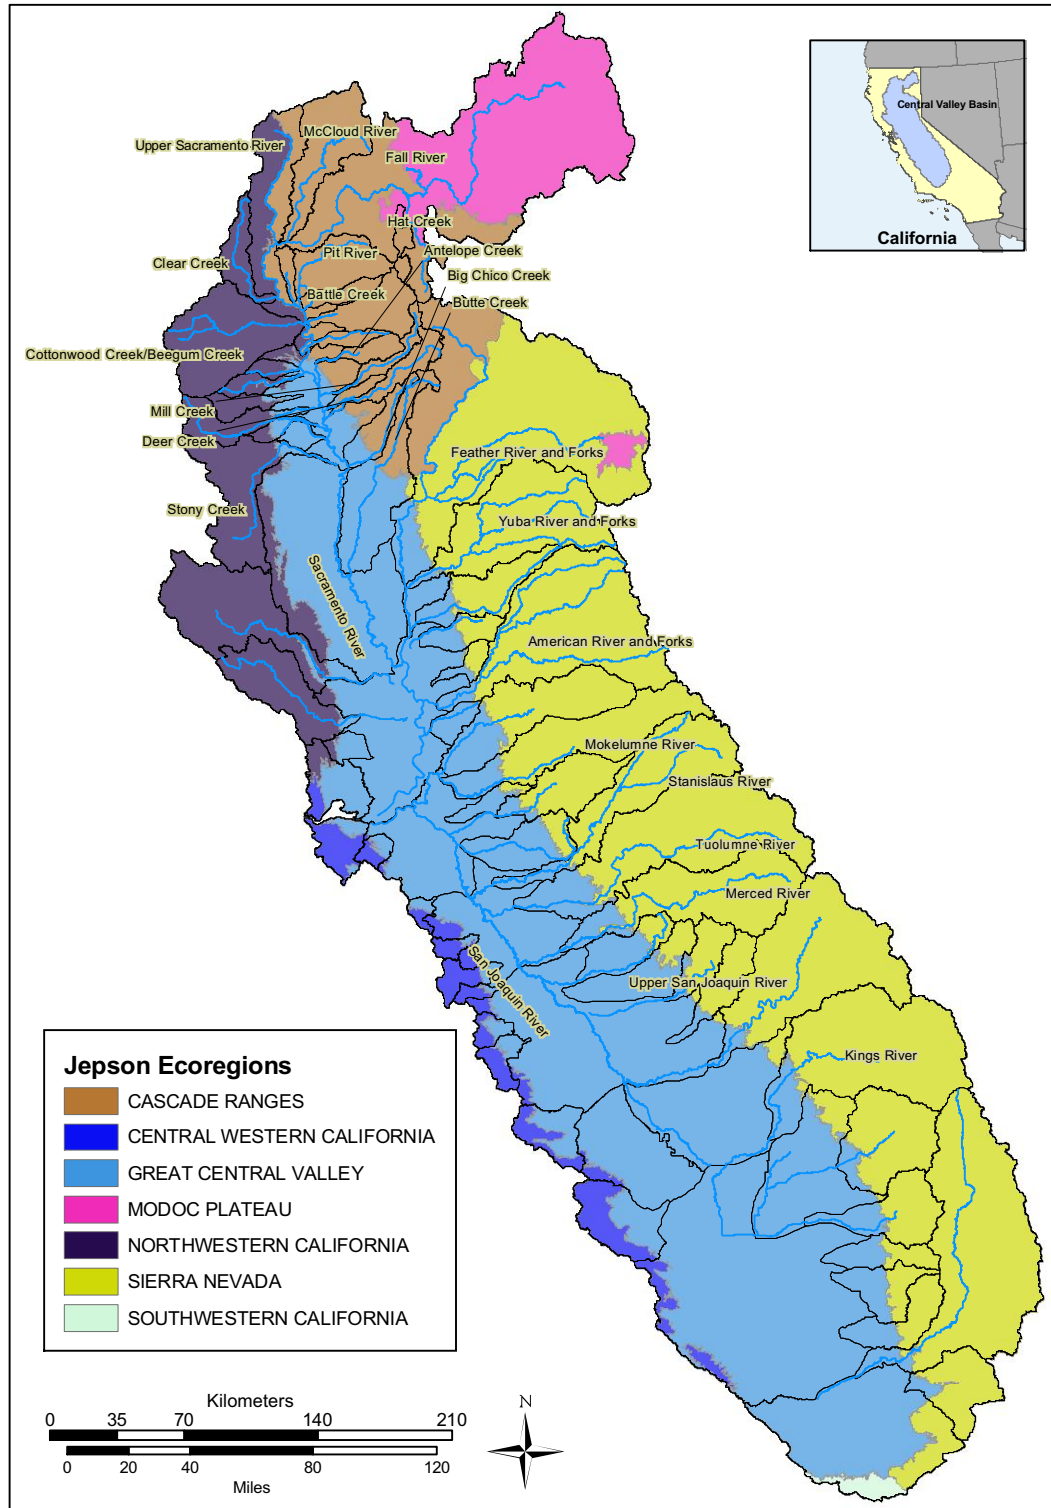 Central Valley Basin
California
McCloud River
Upper Sacramento River
Fall River
Hat Creek
Pit River
Antelope Creek
Clear Creek
Big Chico Creek
Battle Creek
Butte Creek
Cottonwood Creek/Beegum Creek
Mill Creek
Deer Creek
Feather River and Forks
Stony Creek
Yuba River and Forks
Sacramento River
American River and Forks
Mokelumne River
Stanislaus River
Tuolumne River
Merced River
San Joaquin River
Upper San Joaquin River
Kings River
Jepson Ecoregions
CASCADE RANGES
CENTRAL WESTERN CALIFORNIA
GREAT CENTRAL VALLEY
MODOC PLATEAU
NORTHWESTERN CALIFORNIA
SIERRA NEVADA
SOUTHWESTERN CALIFORNIA
Kilometers
0 35 70 140 210
0 20 40 80 120
Miles
N